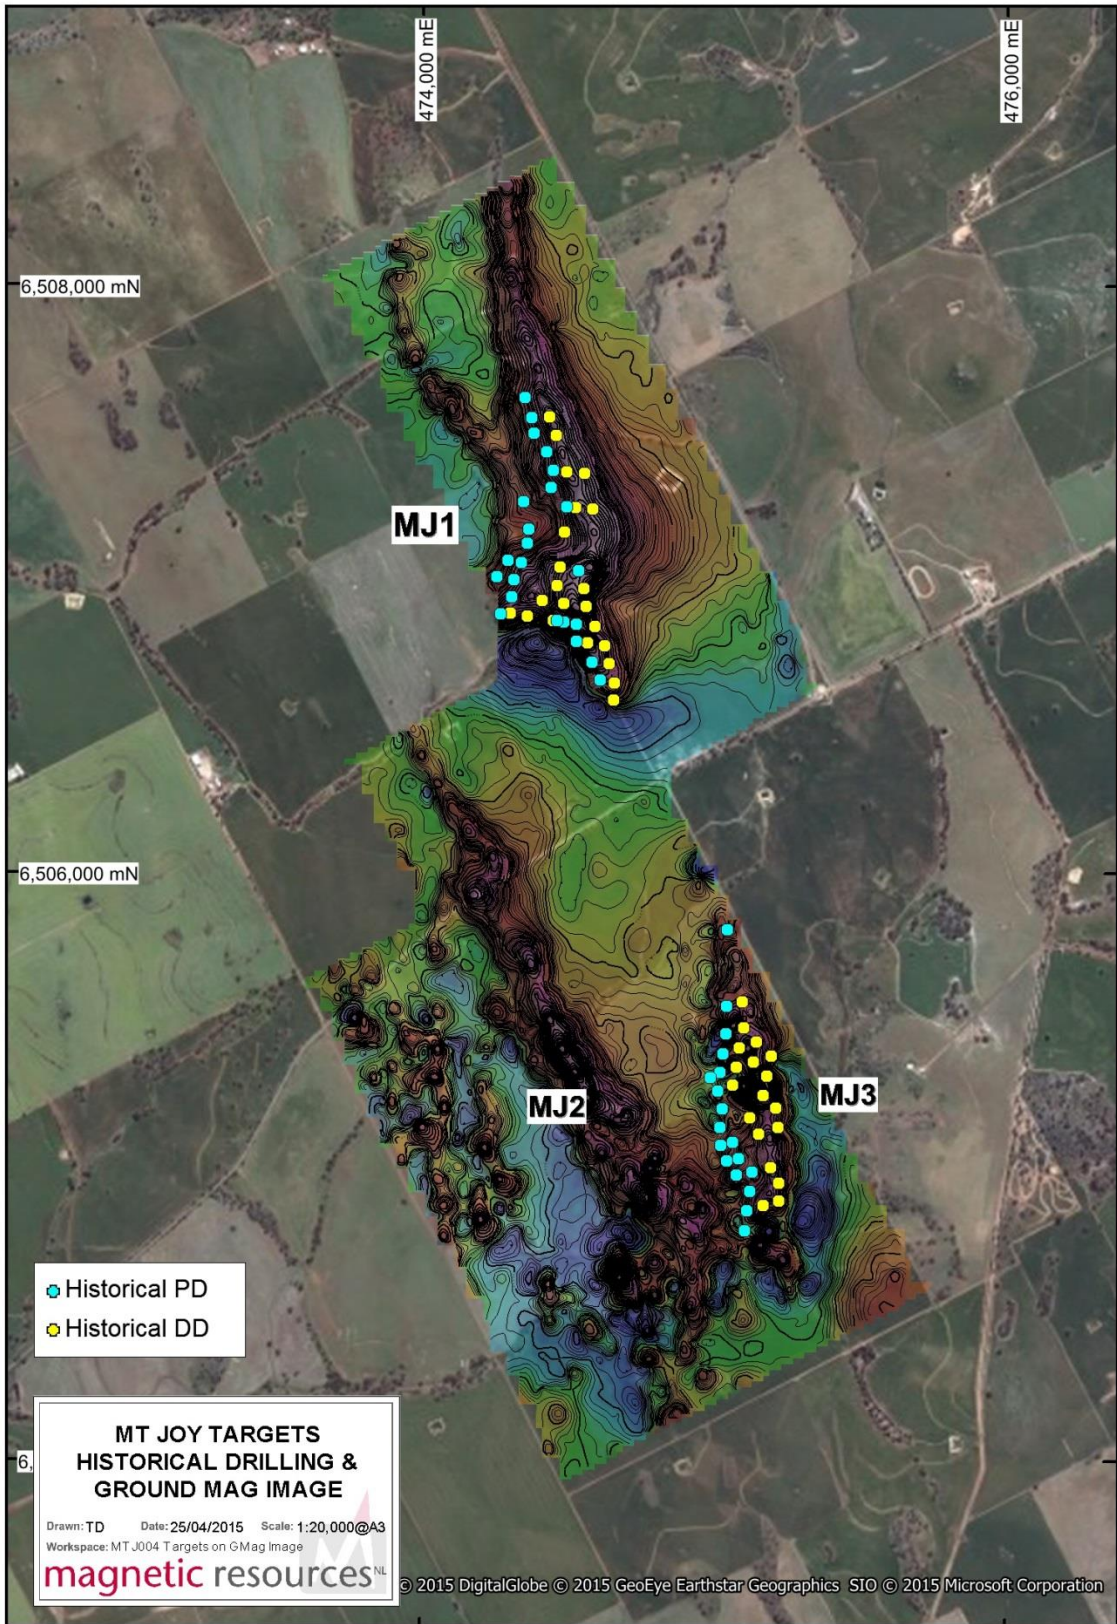 474,000 mE
476,000 mE
6,508,000 mN
MJ1
6,506,000 mN
MJ2
MJ3
Historical PD
Historical DD
6,
MT JOY TARGETS
HISTORICAL DRILLING &
GROUND MAG IMAGE
Drawn: TD Date: 25/04/2015 Scale: 1:20,000@A3
Workspace: MT J004 Targets on GMag Image
magnetic resources NL
© 2015 DigitalGlobe © 2015 GeoEye Earthstar Geographics SIO © 2015 Microsoft Corporation